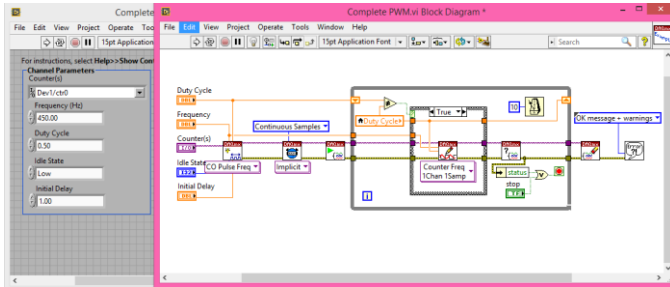 Complete
File Edit View Project Operate Too
15pt Application
For instructions, select Help>>Show Cont
Channel Parameters
Counter(s)
Dev1/ctr0
Frequency (Hz)
450.00
Duty Cycle
0.50
Idle State
Low
Initial Delay
1.00
Complete PWM.vi Block Diagram *
File Edit View Project Operate Tools Window Help
15pt Application Font
Search
Duty Cycle
Frequency
Counter(s)
Idle State
Initial Delay
Continuous Samples
CO Pulse Freq
Implicit
Duty Cycle
True
Counter Freq
1Chan 1Samp
10
status
stop
TF
i
OK message + warnings